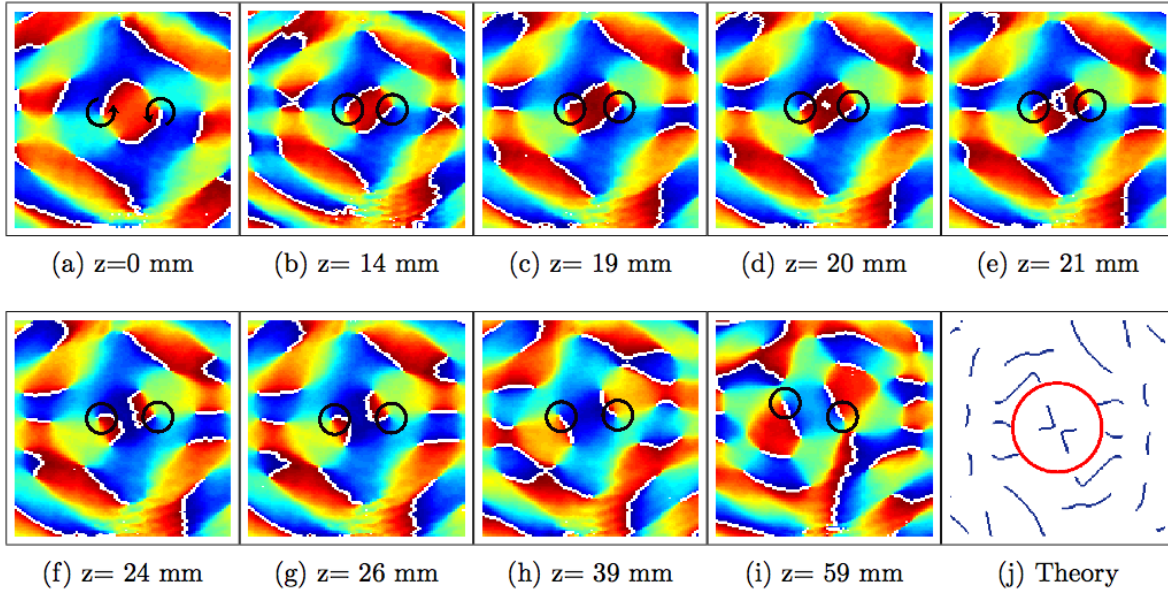 (a) z=0 mm
(b) z= 14 mm
(c) z= 19 mm
(d) z= 20 mm
(e) z= 21 mm
(f) z= 24 mm
(g) z= 26 mm
(h) z= 39 mm
(i) z= 59 mm
(j) Theory